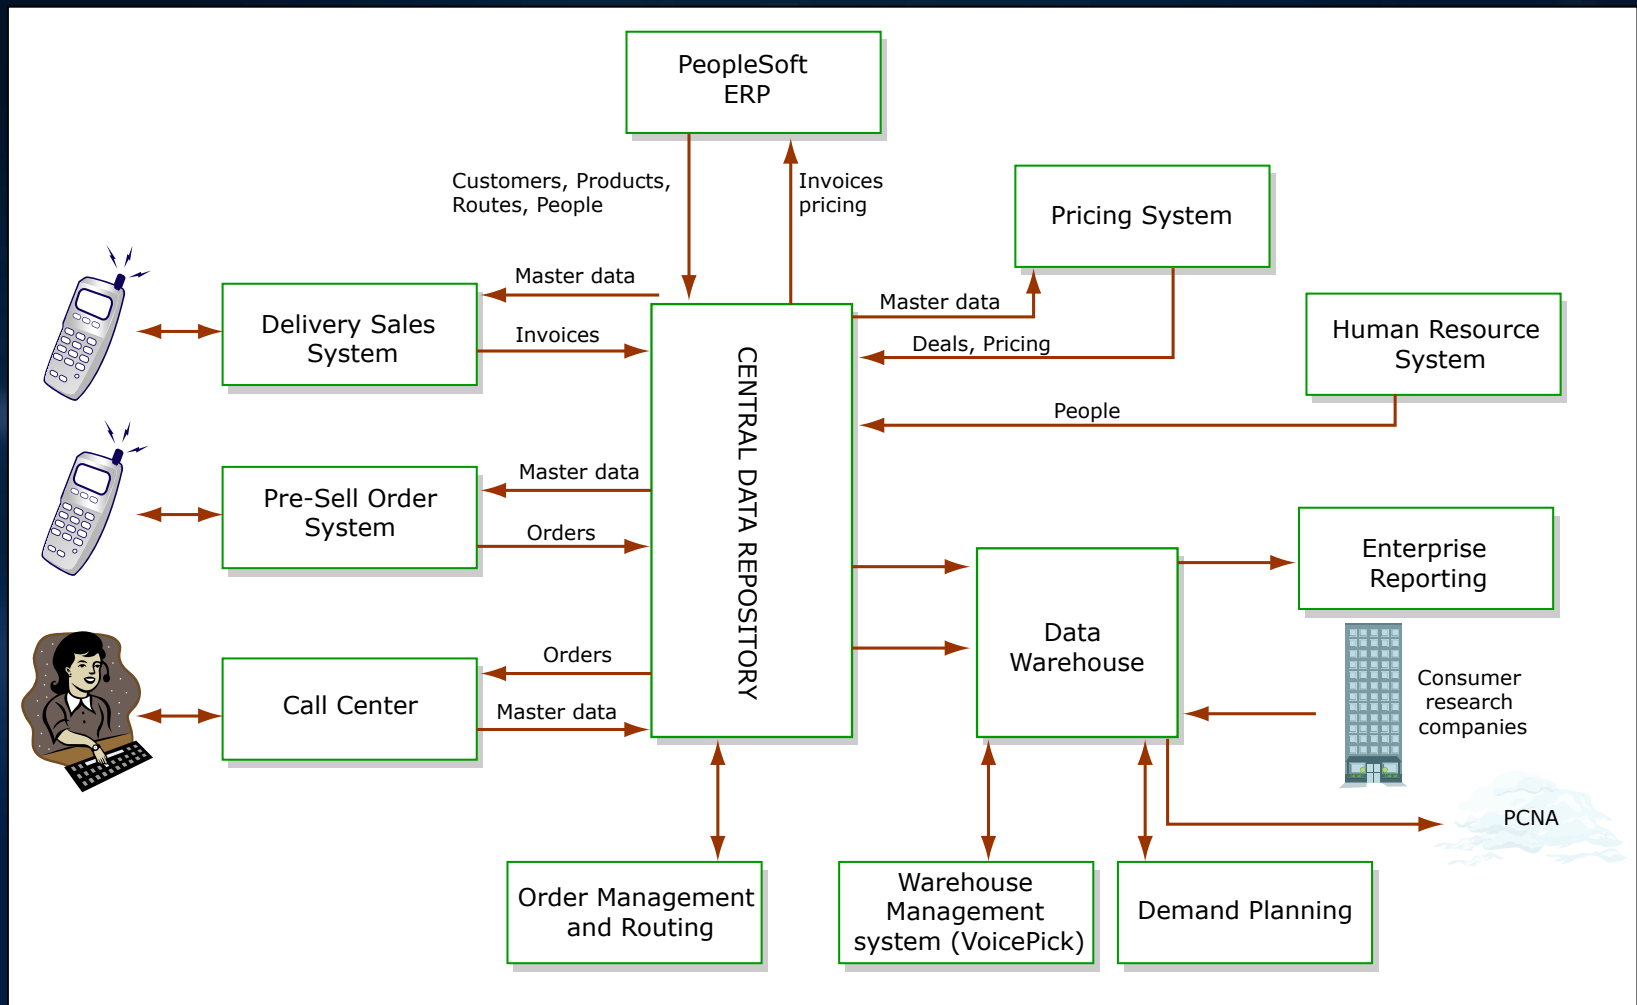 PeopleSoft
ERP
Customers, Products,
Routes, People
Invoices
pricing
Pricing System
Master data
Delivery Sales
System
Invoices
Master data
Deals, Pricing
Human Resource
System
People
CENTRAL DATA REPOSITORY
Master data
Pre-Sell Order
System
Orders
Enterprise
Reporting
Data
Warehouse
Orders
Call Center
Master data
Consumer
research
companies
PCNA
Order Management
and Routing
Warehouse
Management
system (VoicePick)
Demand Planning